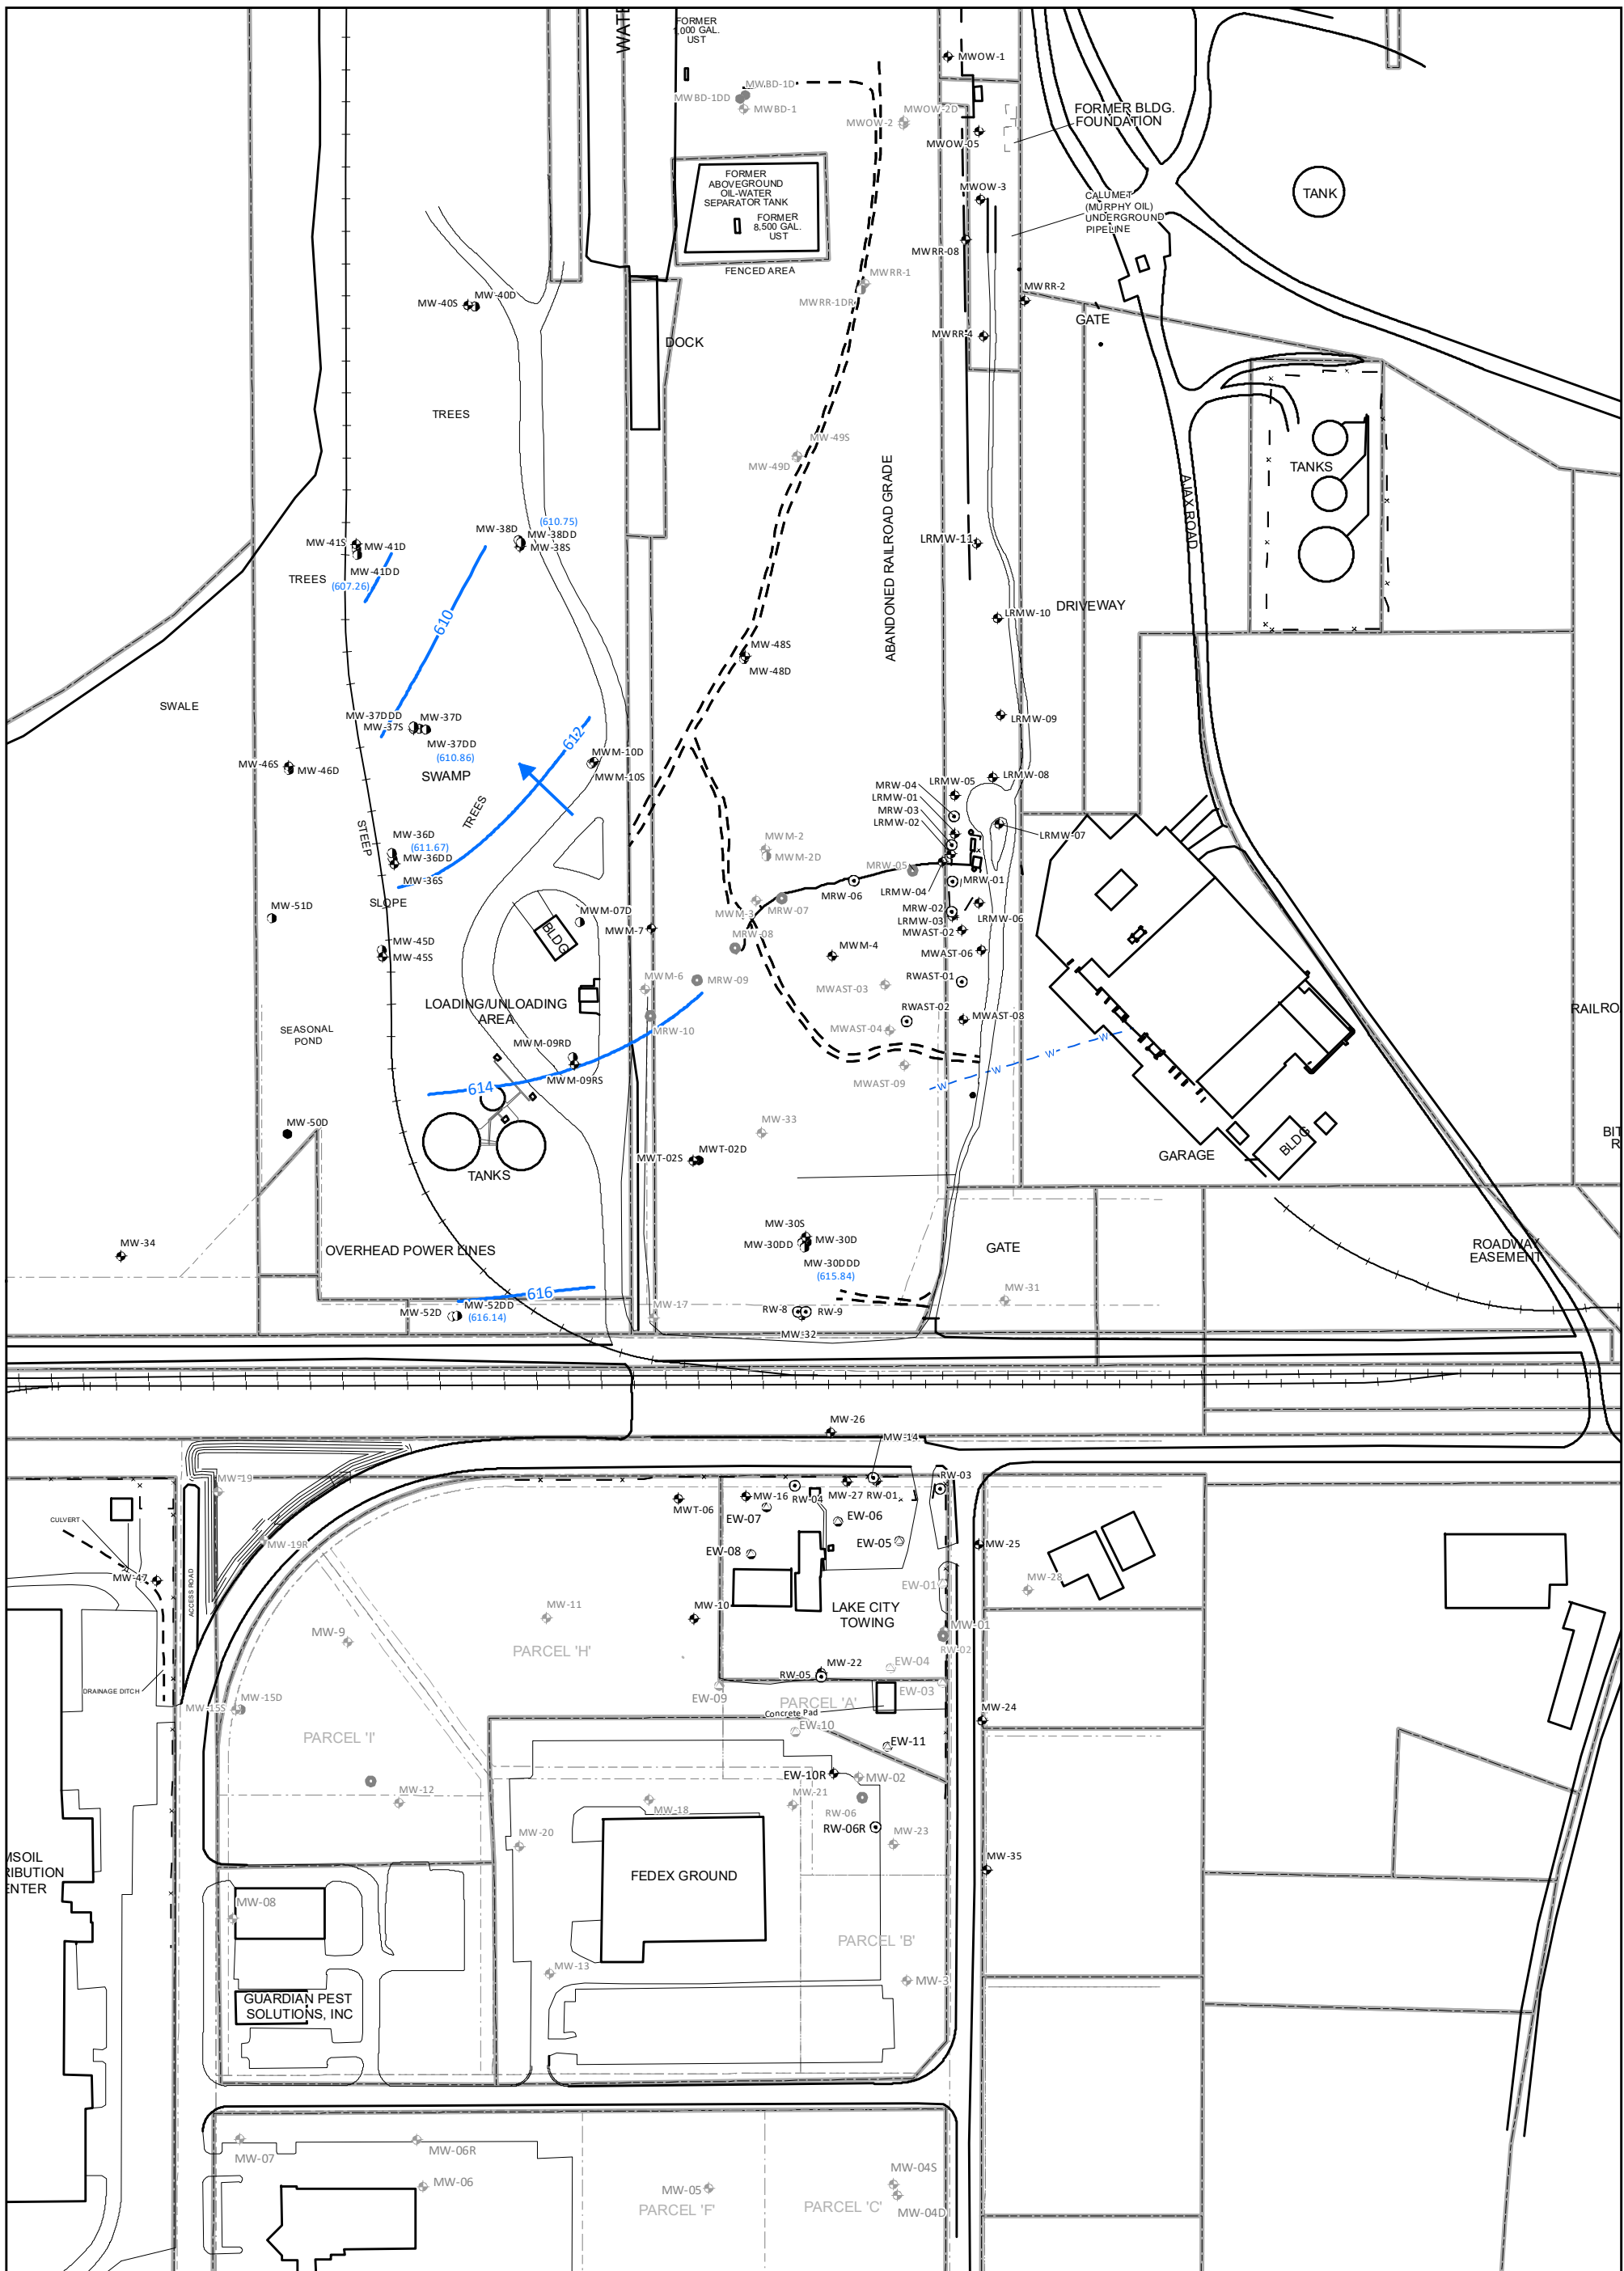 WATE
FORMER
1,000 GAL.
UST
MWBD-1D
MWBD-1DD
MWBD-1
MWOW-1
MWOW-2D
MWOW-2
MWOW-05
FORMER BLDG.
FOUNDATION
FORMER
ABOVEGROUND
OIL-WATER
SEPARATOR TANK
FORMER
8,500 GAL.
UST
FENCED AREA
MWOW-3
CALUMET
(MURPHY OIL)
UNDERGROUND
PIPELINE
TANK
MWRR-08
MWRR-1
MWRR-1DR
MWRR-2
MWRR-4
GATE
MW-40S
MW-40D
DOCK
TREES
MW-49S
MW-49D
ABANDONED RAILROAD GRADE
AJAX ROAD
TANKS
MW-38D
(610.75)
MW-38DD
MW-38S
MW-41S
MW-41D
MW-41DD
TREES
(607.26)
610
LRMW-11
LRMW-10
DRIVEWAY
MW-48S
MW-48D
SWALE
MW-37DDD
MW-37S
MW-37D
MW-37DD
(610.86)
SWAMP
612
LRMW-09
MW-46S
MW-46D
MWM-10D
MWM-10S
TREES
STEEP
SLOPE
MW-36D
(611.67)
MW-36DD
MW-36S
LRMW-05
LRMW-08
MRW-04
LRMW-01
MRW-03
LRMW-02
LRMW-07
MWM-2
MWM-2D
MRW-05
MRW-06
MRW-01
LRMW-04
MRW-02
LRMW-03
LRMW-06
MWAST-02
MWM-3
MRW-07
MRW-08
MW-51D
MWM-07D
MWM-7
BLDG
MW-45D
MW-45S
MWM-4
MWAST-06
MWM-6
MRW-09
MWAST-03
RWAST-01
LOADING/UNLOADING
AREA
RWAST-02
MWAST-08
MRW-10
MWAST-04
SEASONAL
POND
MWM-09RD
MWM-09RS
MWAST-09
W
W
W
614
RAILRO
MW-50D
MW-33
MWT-02S
MWT-02D
TANKS
GARAGE
BLDG
BIT
R
MW-34
OVERHEAD POWER LINES
MW-30S
MW-30DD
MW-30D
MW-30DDD
(615.84)
GATE
ROADWAY
EASEMENT
616
MW-52D
MW-52DD
(616.14)
MW-17
RW-8
RW-9
MW-32
MW-31
MW-26
MW-14
MW-19
RW-03
MWT-06
MW-16
RW-04
MW-27
RW-01
EW-07
EW-06
EW-05
EW-08
CULVERT
MW-19R
MW-25
MW-47
ACCESS ROAD
EW-01
MW-28
MW-11
MW-10
LAKE CITY
TOWING
MW-01
RW-02
MW-9
PARCEL 'H'
RW-05
MW-22
EW-04
EW-03
DRAINAGE DITCH
MW-15S
MW-15D
EW-09
PARCEL 'A'
Concrete Pad
MW-24
PARCEL 'I'
EW-10
EW-11
EW-10R
MW-02
MW-12
MW-18
MW-21
RW-06
RW-06R
MW-23
MW-20
MW-35
MSOIL
RIBUTION
ENTER
FEDEX GROUND
MW-08
PARCEL 'B'
MW-13
MW-3
GUARDIAN PEST
SOLUTIONS, INC
MW-07
MW-06R
MW-06
MW-05
PARCEL 'F'
MW-04S
PARCEL 'C'
MW-04D